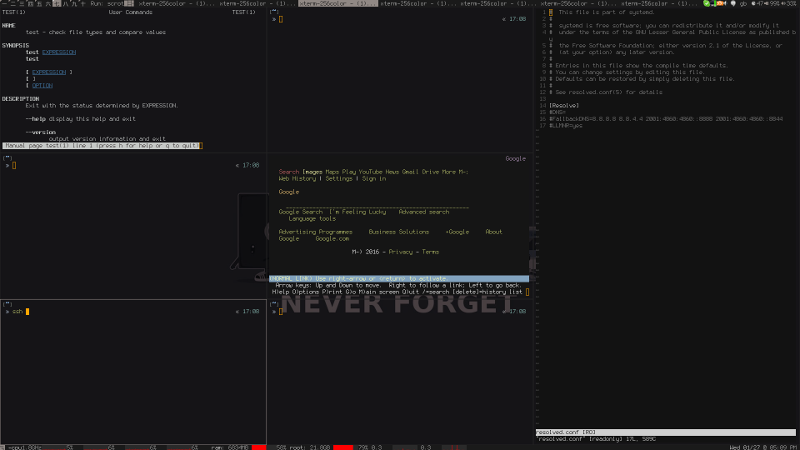 一二三四五六七八九十 Run: scrot
xterm-256color - (1)...
xterm-256color - (1)...
xterm-256color - (1)...
xterm-256color - (1)...
xterm-256color - (1)...
xterm-256color - (1)...
TEST(1) User Commands TEST(1)
NAME
test - check file types and compare values
SYNOPSIS
test EXPRESSION
test
[ EXPRESSION ]
[ ]
[ OPTION
DESCRIPTION
Exit with the status determined by EXPRESSION.
--help display this help and exit
--version
output version information and exit
Manual page test(1) line 1 (press h for help or q to quit)
17:08
17:08
Google
Search Images Maps Play YouTube News Gmail Drive More
Web History | Settings | Sign in
Google
Google Search I'm Feeling Lucky Advanced search
Language tools
Advertising Programmes Business Solutions +Google About
Google Google.com
2016 - Privacy - Terms
(NORMAL LINK) Use right-arrow or <return> to activate.
Arrow keys: Up and Down to move. Right to follow a link; Left to go back.
H)elp O)ptions P)rint G)o M)ain screen Q)uit /=search [delete]=history list
NEVER FORGET
ssh
17:08
17:08
# This file is part of systemd.
#
# systemd is free software; you can redistribute it and/or modify it
# under the terms of the GNU Lesser General Public License as published b
y
# the Free Software Foundation; either version 2.1 of the License, or
# (at your option) any later version.
#
# Entries in this file show the compile time defaults.
# You can change settings by editing this file.
# Defaults can be restored by simply deleting this file.
#
# See resolved.conf(5) for details
[Resolve]
#DNS=
#FallbackDNS=8.8.8.8 8.8.4.4 2001:4860:4860::8888 2001:4860:4860::8844
#LLMNR=yes
resolved.conf [RO]
"resolved.conf" [readonly] 17L, 589C
ram: 6834MB
root: 21.8GB
0.3
0.3
Wed 01/27 @ 05:09 PM